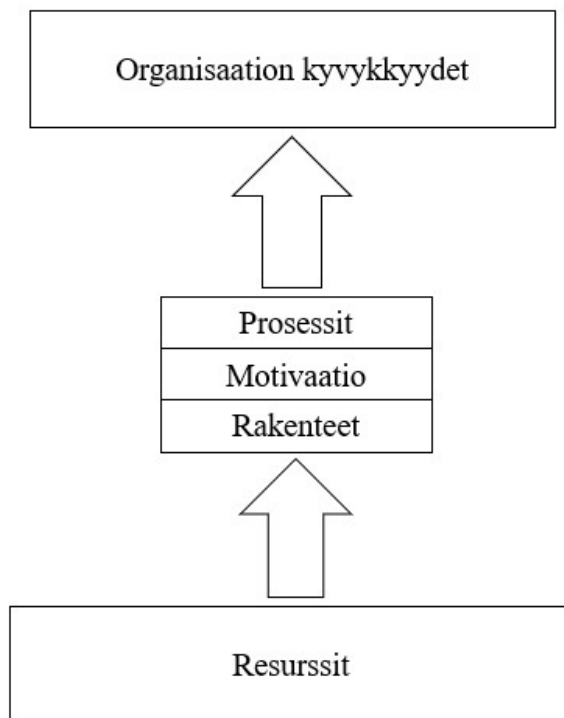 Organisaation kyvykkyydet
Prosessit
Motivaatio
Rakenteet
Resurssit